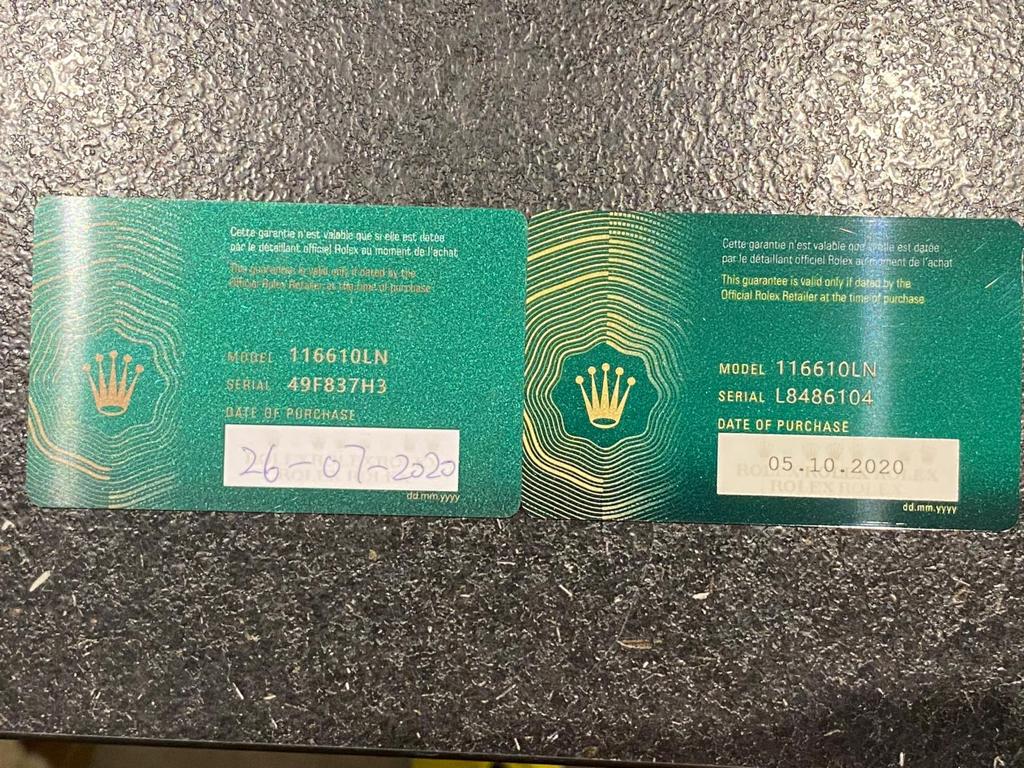 Cette garantie n'est valable que si elle est datée
par le détaillant officiel Rolex au moment de l'achat
This guarantee is valid only if dated by the
Official Rolex Retailer at the time of purchase
MODEL 116610LN
SERIAL 49F837H3
DATE OF PURCHASE
26-07-2020
dd.mm.yyyy
Cette garantie n'est valable que si elle est datée
par le détaillant officiel Rolex au moment de l'achat
This guarantee is valid only if dated by the
Official Rolex Retailer at the time of purchase
MODEL 116610LN
SERIAL L8486104
DATE OF PURCHASE
05.10.2020
ROLEX ROLEX ROLEX
ROLEX ROLEX
dd.mm.yyyy